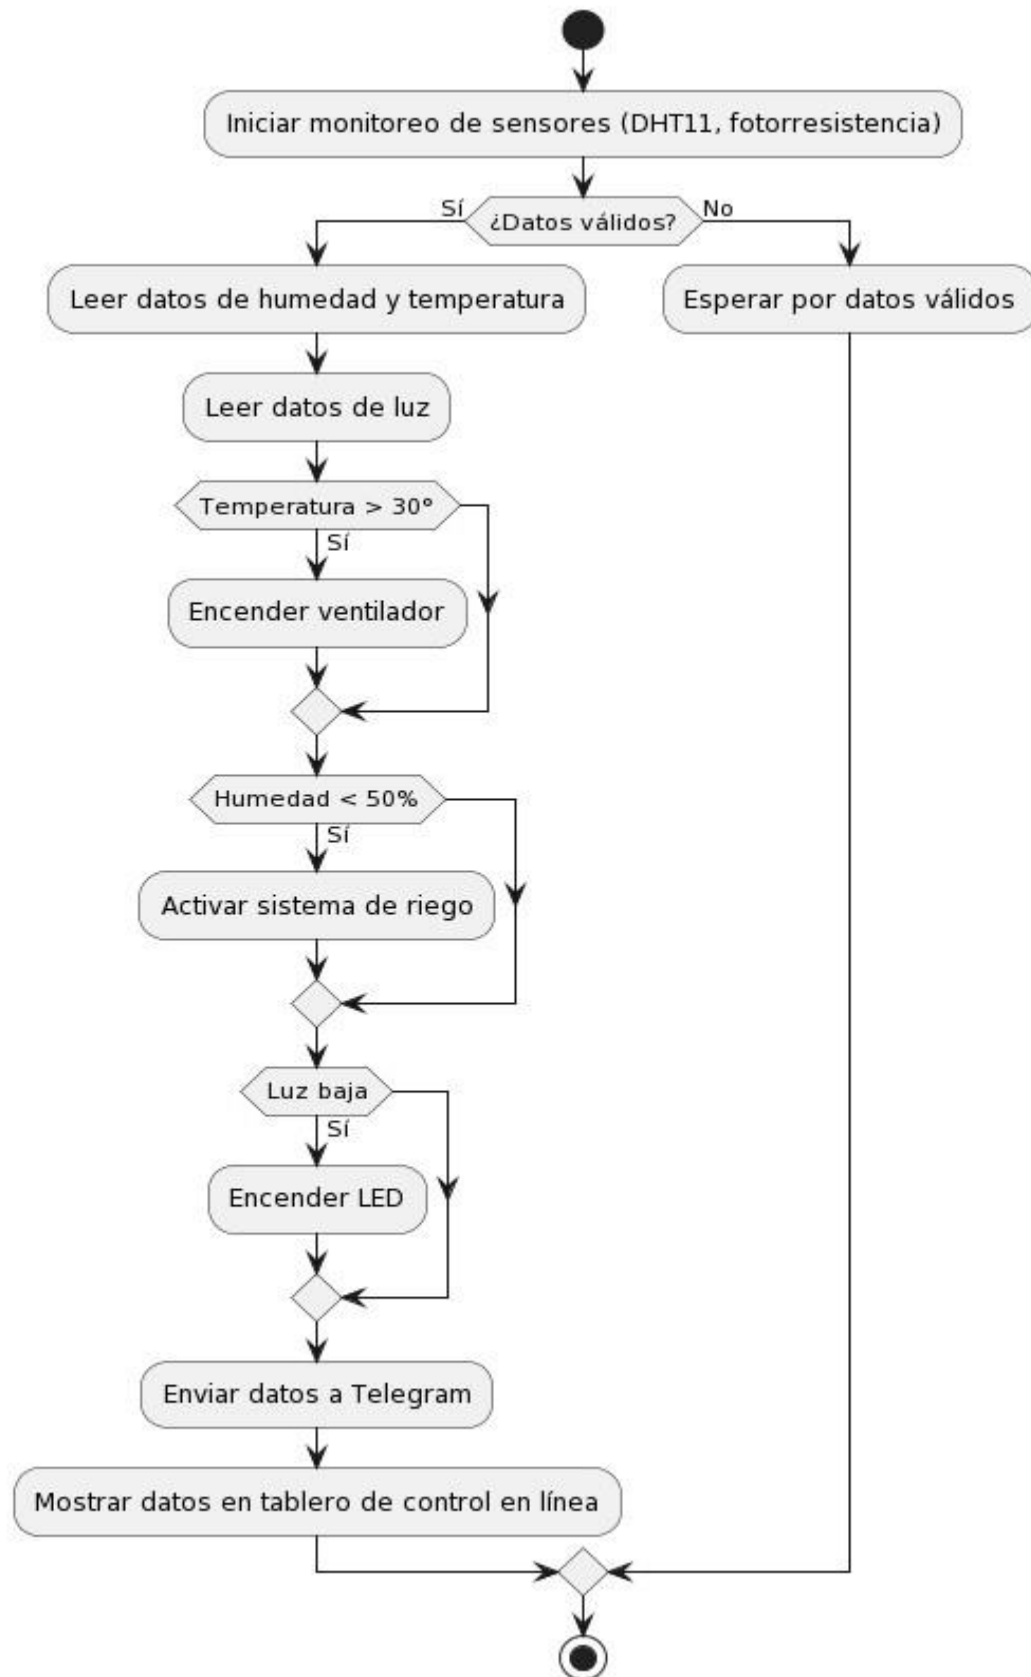 Iniciar monitoreo de sensores (DHT11, fotorresistencia)
Sí
¿Datos válidos?
No
Leer datos de humedad y temperatura
Esperar por datos válidos
Leer datos de luz
Temperatura > 30°
Sí
Encender ventilador
Humedad < 50%
Sí
Activar sistema de riego
Luz baja
Sí
Encender LED
Enviar datos a Telegram
Mostrar datos en tablero de control en línea